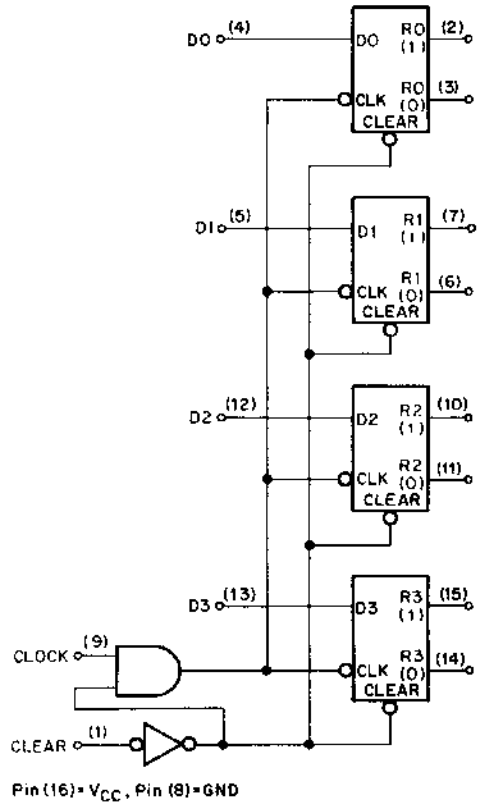 D0 (4) D0 R0 (2)
(1)
CLK R0 (3)
(0)
CLEAR
D1 (5) D1 R1 (7)
(1)
CLK R1 (6)
(0)
CLEAR
D2 (12) D2 R2 (10)
(1)
CLK R2 (11)
(0)
CLEAR
D3 (13) D3 R3 (15)
(1)
CLK R3 (14)
(0)
CLEAR
CLOCK (9)
CLEAR (1)
Pin (16) = VCC, Pin (8) = GND